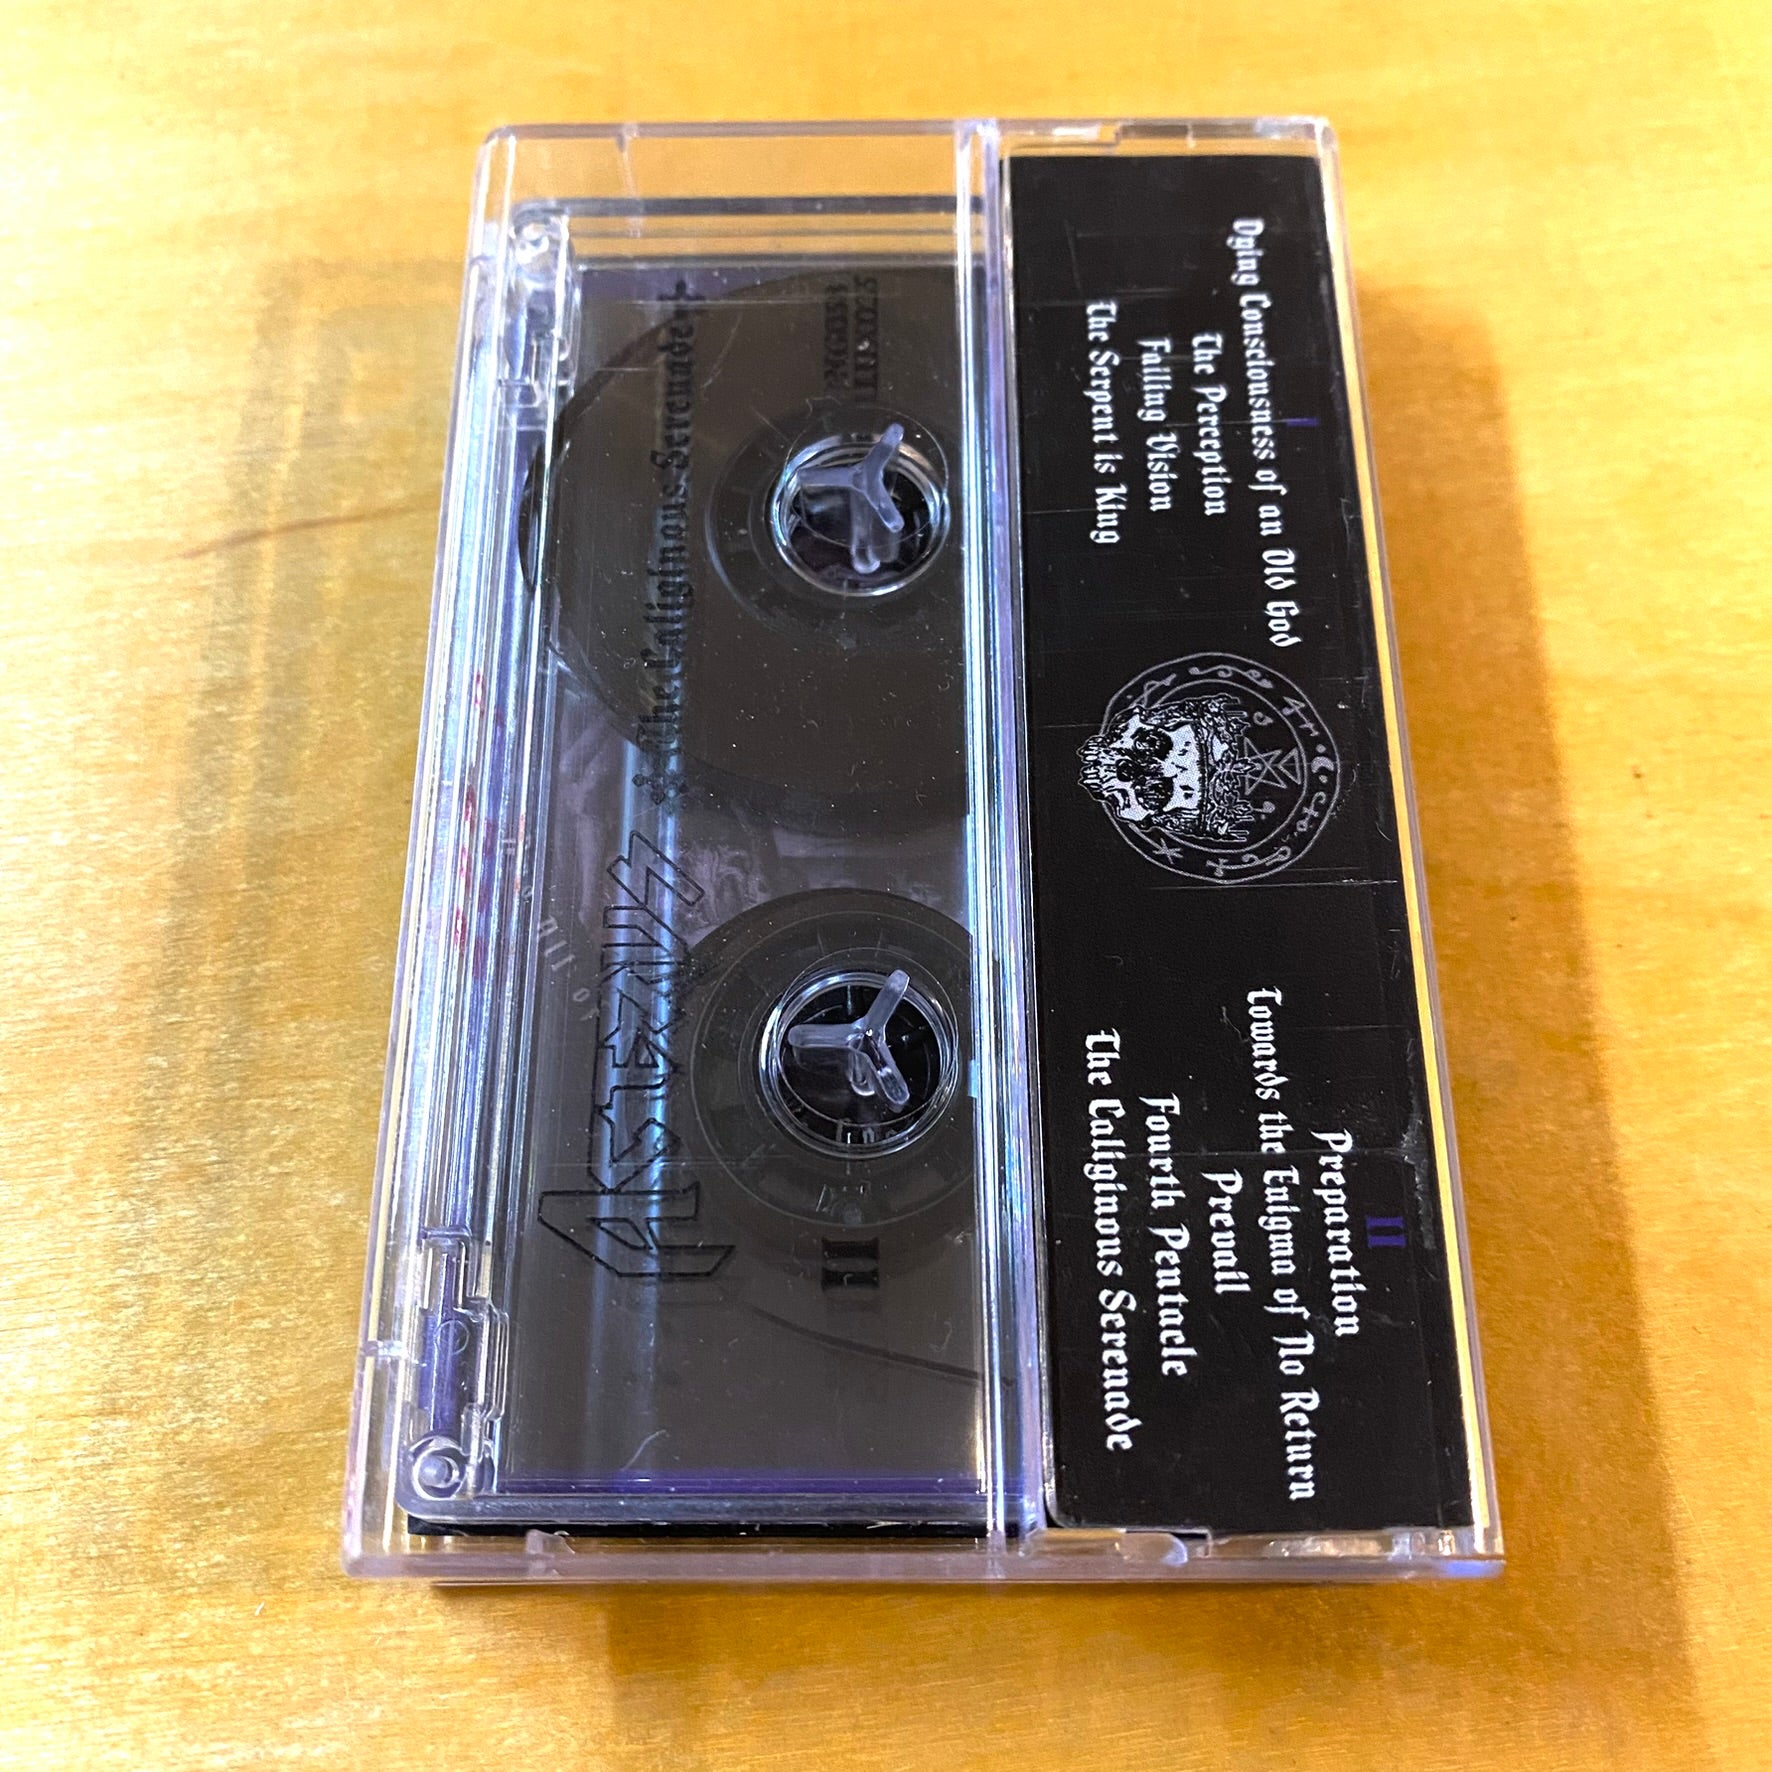 I
Dying Consciousness of an Old God
The Perception
Falling Vision
The Serpent is King
II
Preparation
Towards the Enigma of No Return
Prevail
Fourth Pentacle
The Caliginous Serenade
The Caliginous Serenade
II